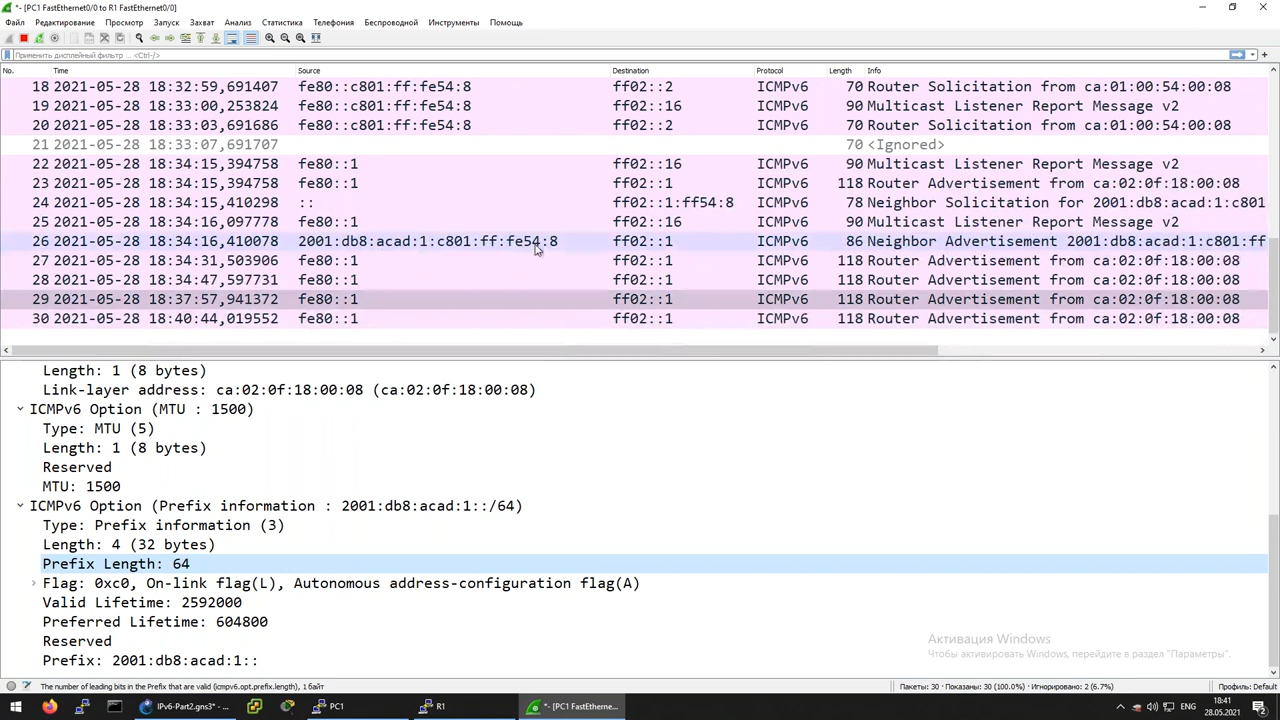 *- [PC1 FastEthernet0/0 to R1 FastEthernet0/0]
Файл Редактирование Просмотр Запуск Захват Анализ Статистика Телефония Беспроводной Инструменты Помощь
Применить дисплейный фильтр ... <Ctrl-/>
No. Time Source Destination Protocol Length Info
18 2021-05-28 18:32:59,691407 fe80::c801:ff:fe54:8 ff02::2 ICMPv6 70 Router Solicitation from ca:01:00:54:00:08
19 2021-05-28 18:33:00,253824 fe80::c801:ff:fe54:8 ff02::16 ICMPv6 90 Multicast Listener Report Message v2
20 2021-05-28 18:33:03,691686 fe80::c801:ff:fe54:8 ff02::2 ICMPv6 70 Router Solicitation from ca:01:00:54:00:08
21 2021-05-28 18:33:07,691707 70 <Ignored>
22 2021-05-28 18:34:15,394758 fe80::1 ff02::16 ICMPv6 90 Multicast Listener Report Message v2
23 2021-05-28 18:34:15,394758 fe80::1 ff02::1 ICMPv6 118 Router Advertisement from ca:02:0f:18:00:08
24 2021-05-28 18:34:15,410298 :: ff02::1:ff54:8 ICMPv6 78 Neighbor Solicitation for 2001:db8:acad:1:c801
25 2021-05-28 18:34:16,097778 fe80::1 ff02::16 ICMPv6 90 Multicast Listener Report Message v2
26 2021-05-28 18:34:16,410078 2001:db8:acad:1:c801:ff:fe54:8 ff02::1 ICMPv6 86 Neighbor Advertisement 2001:db8:acad:1:c801:ff
27 2021-05-28 18:34:31,503906 fe80::1 ff02::1 ICMPv6 118 Router Advertisement from ca:02:0f:18:00:08
28 2021-05-28 18:34:47,597731 fe80::1 ff02::1 ICMPv6 118 Router Advertisement from ca:02:0f:18:00:08
29 2021-05-28 18:37:57,941372 fe80::1 ff02::1 ICMPv6 118 Router Advertisement from ca:02:0f:18:00:08
30 2021-05-28 18:40:44,019552 fe80::1 ff02::1 ICMPv6 118 Router Advertisement from ca:02:0f:18:00:08
Length: 1 (8 bytes)
Link-layer address: ca:02:0f:18:00:08 (ca:02:0f:18:00:08)
ICMPv6 Option (MTU : 1500)
Type: MTU (5)
Length: 1 (8 bytes)
Reserved
MTU: 1500
ICMPv6 Option (Prefix information : 2001:db8:acad:1::/64)
Type: Prefix information (3)
Length: 4 (32 bytes)
Prefix Length: 64
Flag: 0xc0, On-link flag(L), Autonomous address-configuration flag(A)
Valid Lifetime: 2592000
Preferred Lifetime: 604800
Reserved
Prefix: 2001:db8:acad:1::
Активация Windows
Чтобы активировать Windows, перейдите в раздел "Параметры".
The number of leading bits in the Prefix that are valid (icmpv6.opt.prefix.length), 1 байт
Пакеты: 30 · Показаны: 30 (100.0%) · Игнорировано: 2 (6.7%)
Профиль: Default
IPv6-Part2.gns3* - ... PC1 R1 *- [PC1 FastEtherne...
ENG 18:41
28.05.2021
2